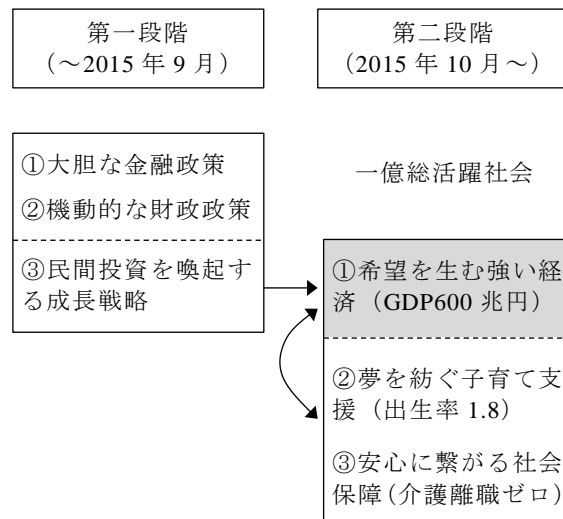 第一段階
（～2015 年 9 月）
第二段階
（2015 年 10 月～）
①大胆な金融政策
②機動的な財政政策
③民間投資を喚起す
る成長戦略
一億総活躍社会
①希望を生む強い経
済（GDP600 兆円）
②夢を紡ぐ子育て支
援（出生率 1.8）
③安心に繋がる社会
保障（介護離職ゼロ）